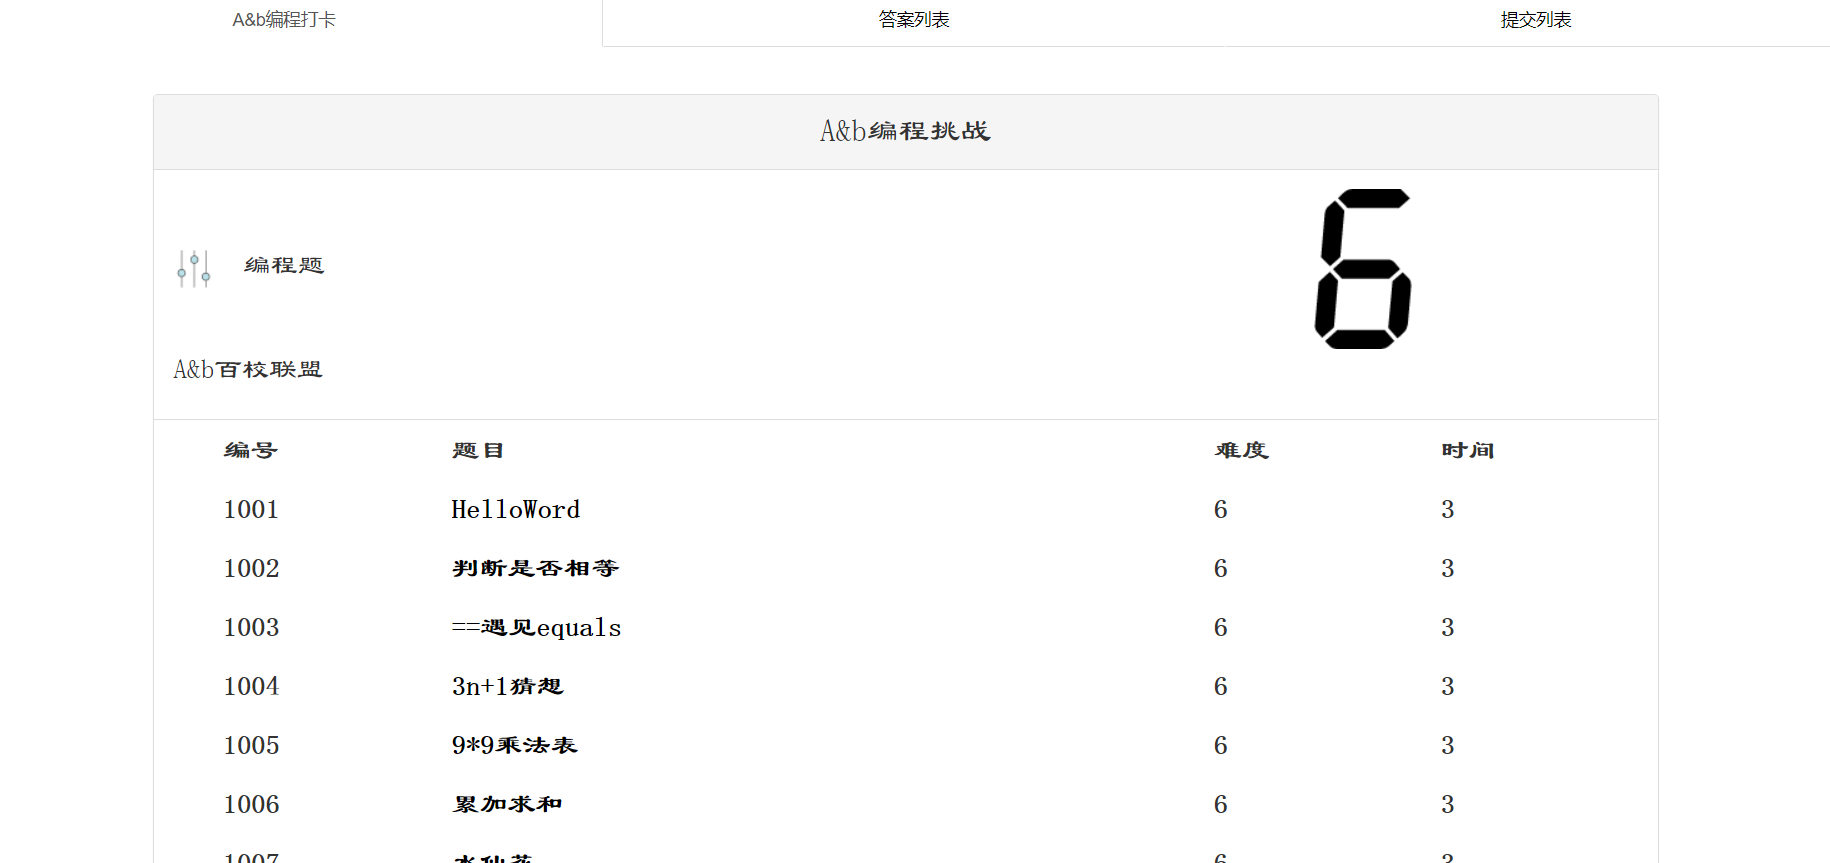 A&b编程打卡 答案列表 提交列表
A&b编程挑战
6
编程题
A&b百校联盟
编号 题目 难度 时间
1001 HelloWord 6 3
1002 判断是否相等 6 3
1003 ==遇见equals 6 3
1004 3n+1猜想 6 3
1005 9*9乘法表 6 3
1006 累加求和 6 3
1007 水仙花 6 3